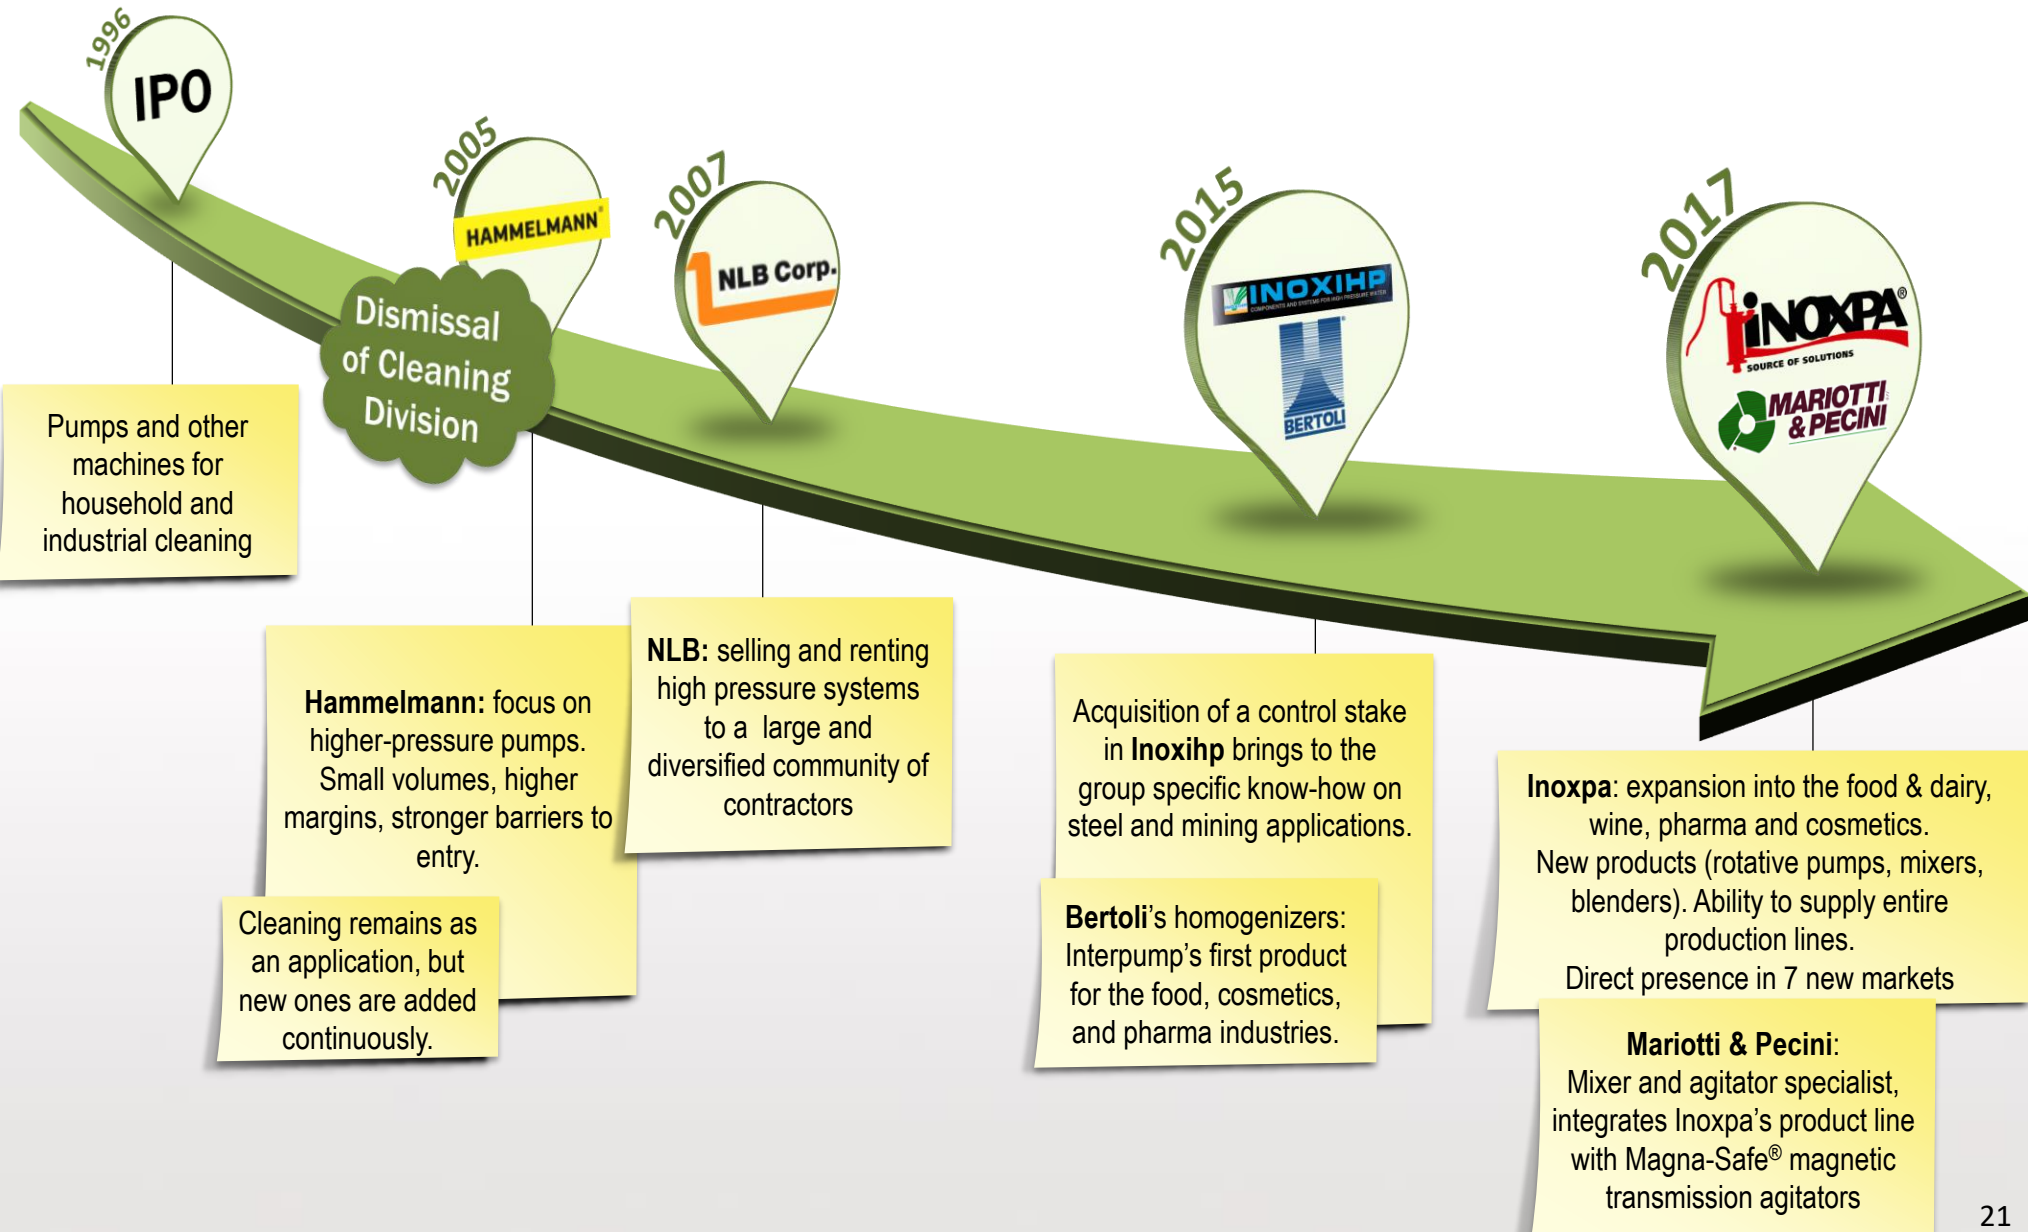 1996
IPO
2005
HAMMELMANN®
Dismissal
of Cleaning
Division
2007
NLB Corp.
2015
INOXIHP
COMPONENTS AND SYSTEMS FOR HIGH PRESSURE WATER
BERTOLI
2017
iNOXPA®
SOURCE OF SOLUTIONS
MARIOTTI
& PECINI
Pumps and other
machines for
household and
industrial cleaning
Hammelmann: focus on
higher-pressure pumps.
Small volumes, higher
margins, stronger barriers to
entry.
Cleaning remains as
an application, but
new ones are added
continuously.
NLB: selling and renting
high pressure systems
to a large and
diversified community of
contractors
Acquisition of a control stake
in Inoxihp brings to the
group specific know-how on
steel and mining applications.
Bertoli’s homogenizers:
Interpump’s first product
for the food, cosmetics,
and pharma industries.
Inoxpa: expansion into the food & dairy,
wine, pharma and cosmetics.
New products (rotative pumps, mixers,
blenders). Ability to supply entire
production lines.
Direct presence in 7 new markets
Mariotti & Pecini:
Mixer and agitator specialist,
integrates Inoxpa’s product line
with Magna-Safe® magnetic
transmission agitators
21